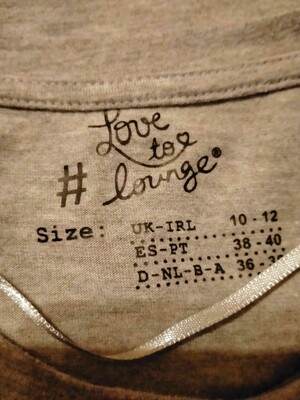 Love
to
# lounge®
Size: UK-IRL 10-12
ES-PT 38-40
D-NL-B-A 36-